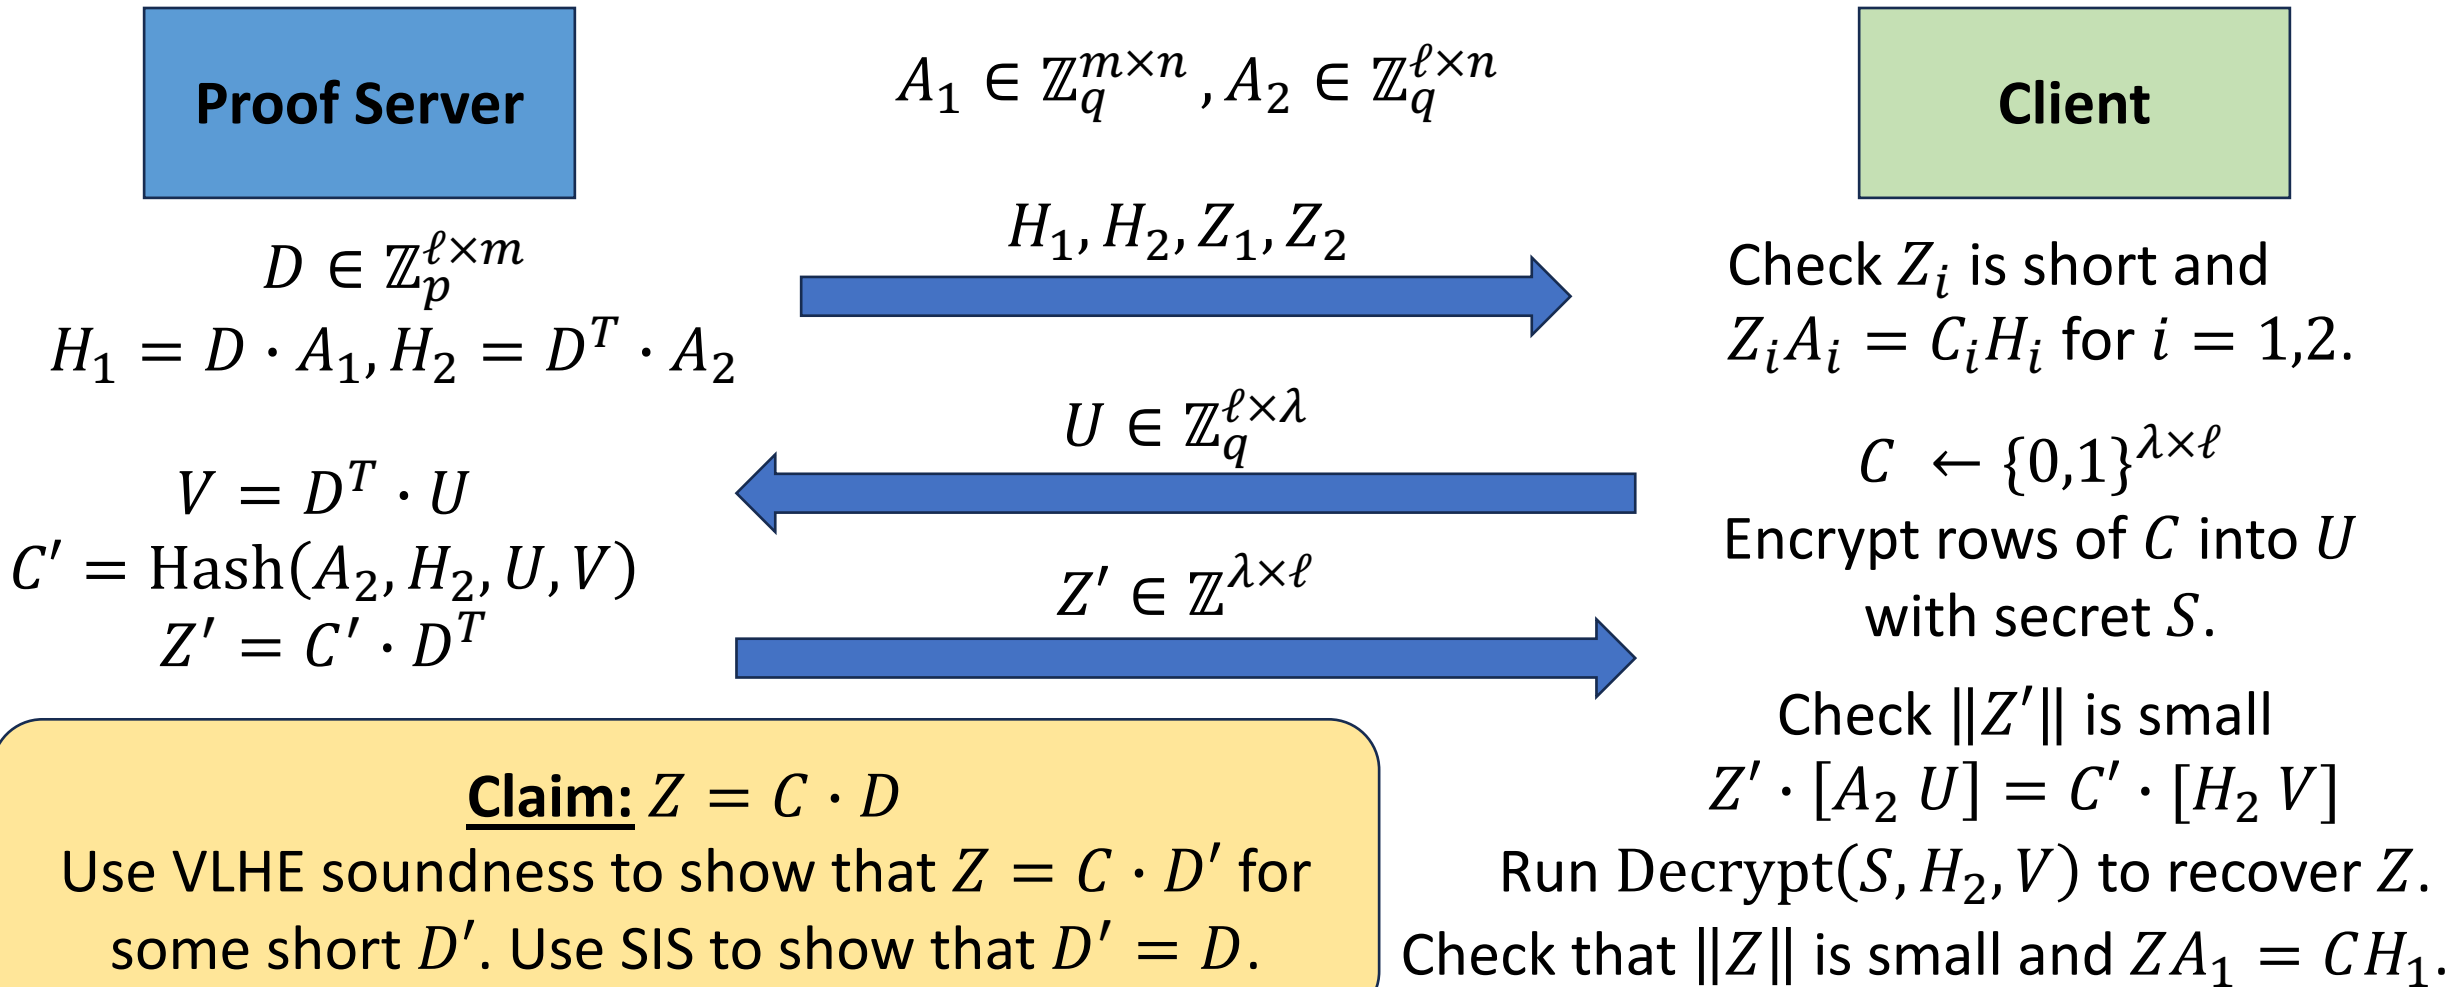 Proof Server
A₁ ∈ ℤ_q^{m×n}, A₂ ∈ ℤ_q^{ℓ×n}
Client
D ∈ ℤ_p^{ℓ×m}
H₁ = D · A₁, H₂ = D^T · A₂
H₁, H₂, Z₁, Z₂
Check Z_i is short and
Z_i A_i = C_i H_i for i = 1,2.
U ∈ ℤ_q^{ℓ×λ}
C ← {0,1}^{λ×ℓ}
Encrypt rows of C into U
with secret S.
V = D^T · U
C′ = Hash(A₂, H₂, U, V)
Z′ = C′ · D^T
Z′ ∈ ℤ^{λ×ℓ}
Check ‖Z′‖ is small
Z′ · [A₂ U] = C′ · [H₂ V]
Run Decrypt(S, H₂, V) to recover Z.
Check that ‖Z‖ is small and ZA₁ = CH₁.
Claim: Z = C · D
Use VLHE soundness to show that Z = C · D′ for
some short D′. Use SIS to show that D′ = D.